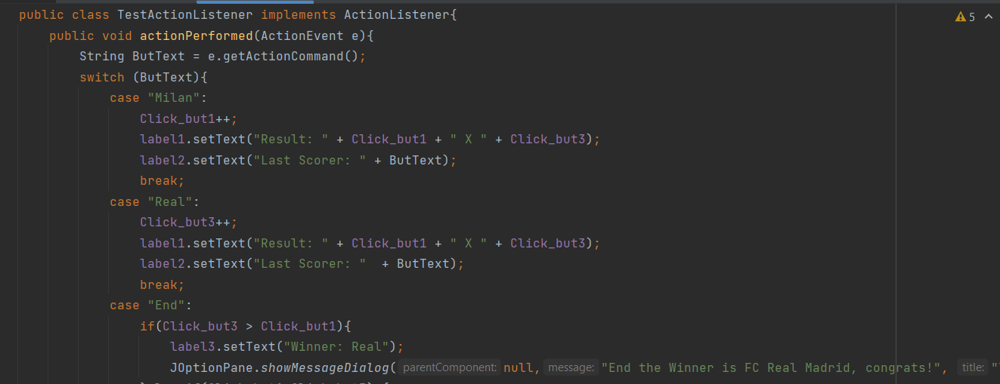 public class TestActionListener implements ActionListener{
5
public void actionPerformed(ActionEvent e){
String ButText = e.getActionCommand();
switch (ButText){
case "Milan":
Click_but1++;
label1.setText("Result: " + Click_but1 + " X " + Click_but3);
label2.setText("Last Scorer: " + ButText);
break;
case "Real":
Click_but3++;
label1.setText("Result: " + Click_but1 + " X " + Click_but3);
label2.setText("Last Scorer: "  + ButText);
break;
case "End":
if(Click_but3 > Click_but1){
label3.setText("Winner: Real");
JOptionPane.showMessageDialog( parentComponent: null, message: "End the Winner is FC Real Madrid, congrats!", title: "